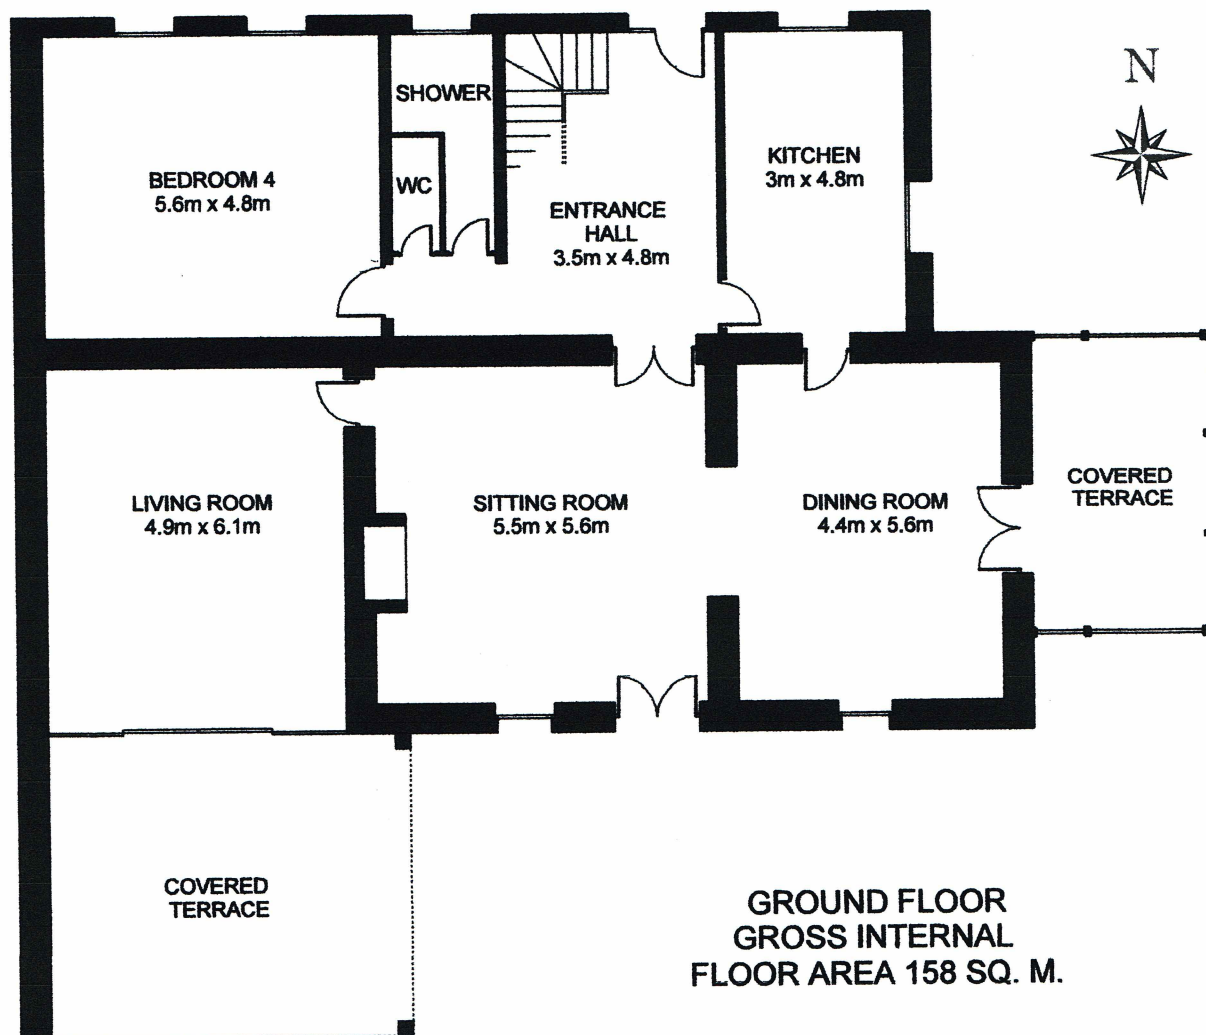 N
SHOWER
KITCHEN
3m x 4.8m
BEDROOM 4
5.6m x 4.8m
WC
ENTRANCE
HALL
3.5m x 4.8m
LIVING ROOM
4.9m x 6.1m
SITTING ROOM
5.5m x 5.6m
DINING ROOM
4.4m x 5.6m
COVERED
TERRACE
COVERED
TERRACE
GROUND FLOOR
GROSS INTERNAL
FLOOR AREA 158 SQ. M.